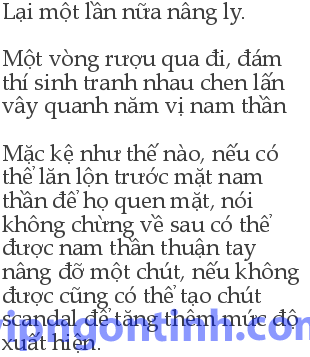 Lại một lần nữa nâng ly.
Một vòng rượu qua đi, đám
thí sinh tranh nhau chen lấn
vây quanh năm vị nam thần
Mặc kệ như thế nào, nếu có
thể lăn lộn trước mặt nam
thần để họ quen mặt, nói
không chừng về sau có thể
được nam thần thuận tay
nâng đỡ một chút, nếu không
được cũng có thể tạo chút
scandal để tăng thêm mức độ
xuất hiện.